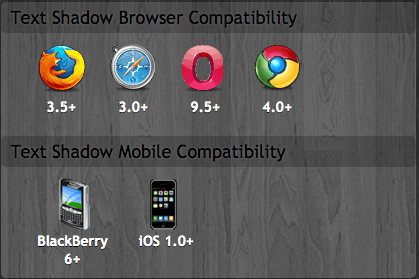 Text Shadow Browser Compatibility
3.5+ 3.0+ 9.5+ 4.0+
Text Shadow Mobile Compatibility
BlackBerry iOS 1.0+
6+